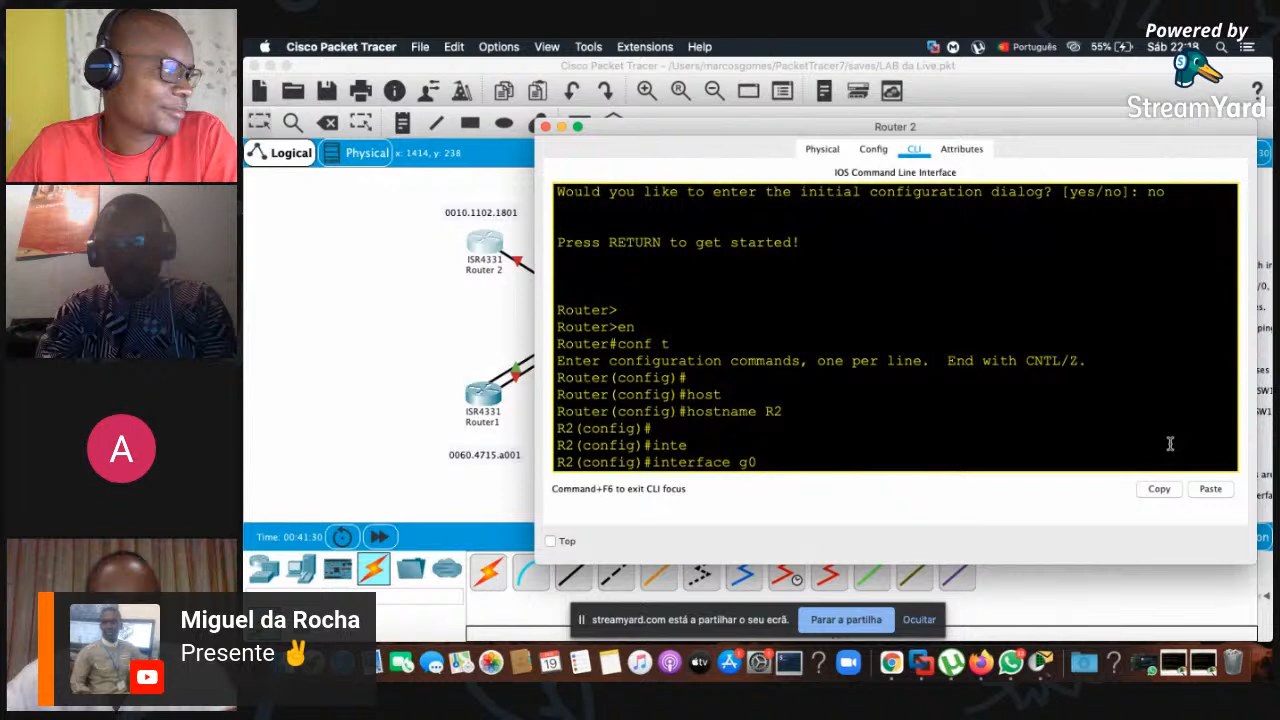 Powered by
StreamYard
Cisco Packet Tracer File Edit Options View Tools Extensions Help
Português 55% Sáb 22:18
Cisco Packet Tracer - /Users/marcosgomes/PacketTracer7/saves/LAB da Live.pkt
Logical Physical x: 1414, y: 238
Router 2
Physical Config CLI Attributes
IOS Command Line Interface
Would you like to enter the initial configuration dialog? [yes/no]: no
Press RETURN to get started!
Router>
Router>en
Router#conf t
Enter configuration commands, one per line. End with CNTL/Z.
Router(config)#
Router(config)#host
Router(config)#hostname R2
R2(config)#
R2(config)#inte
R2(config)#interface g0
Command+F6 to exit CLI focus
Copy Paste
Top
0010.1102.1801
ISR4331
Router 2
ISR4331
Router1
0060.4715.a001
Time: 00:41:30
streamyard.com está a partilhar o seu ecrã. Parar a partilha Ocultar
A
Miguel da Rocha
Presente ✌
19